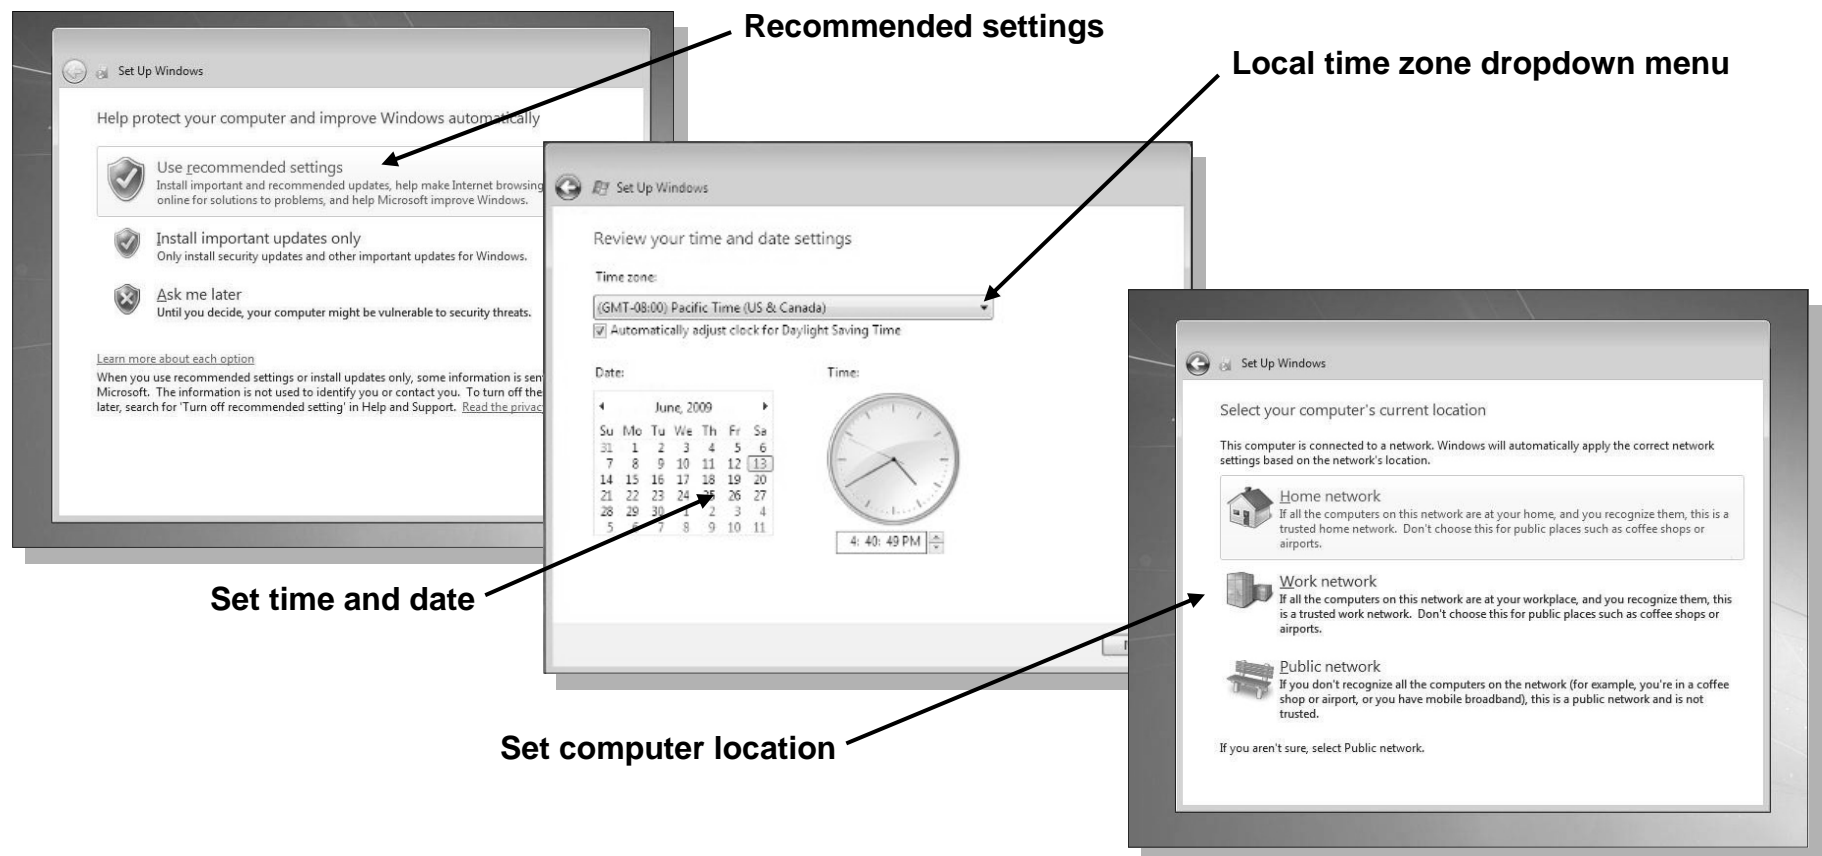 Recommended settings
Local time zone dropdown menu
Set Up Windows
Help protect your computer and improve Windows automatically
Use recommended settings
Install important and recommended updates, help make Internet browsing
online for solutions to problems, and help Microsoft improve Windows.
Install important updates only
Only install security updates and other important updates for Windows.
Ask me later
Until you decide, your computer might be vulnerable to security threats.
Learn more about each option
When you use recommended settings or install updates only, some information is sen
Microsoft. The information is not used to identify you or contact you. To turn off the
later, search for 'Turn off recommended setting' in Help and Support. Read the privac
Set Up Windows
Review your time and date settings
Time zone:
(GMT-08:00) Pacific Time (US & Canada)
Automatically adjust clock for Daylight Saving Time
Date:
Time:
June, 2009
Su Mo Tu We Th Fr Sa
31 1 2 3 4 5 6
7 8 9 10 11 12 13
14 15 16 17 18 19 20
21 22 23 24 25 26 27
28 29 30 1 2 3 4
5 6 7 8 9 10 11
4: 40: 49 PM
Set time and date
Set Up Windows
Select your computer's current location
This computer is connected to a network. Windows will automatically apply the correct network
settings based on the network's location.
Home network
If all the computers on this network are at your home, and you recognize them, this is a
trusted home network. Don't choose this for public places such as coffee shops or
airports.
Work network
If all the computers on this network are at your workplace, and you recognize them, this
is a trusted work network. Don't choose this for public places such as coffee shops or
airports.
Public network
If you don't recognize all the computers on the network (for example, you're in a coffee
shop or airport, or you have mobile broadband), this is a public network and is not
trusted.
If you aren't sure, select Public network.
Set computer location